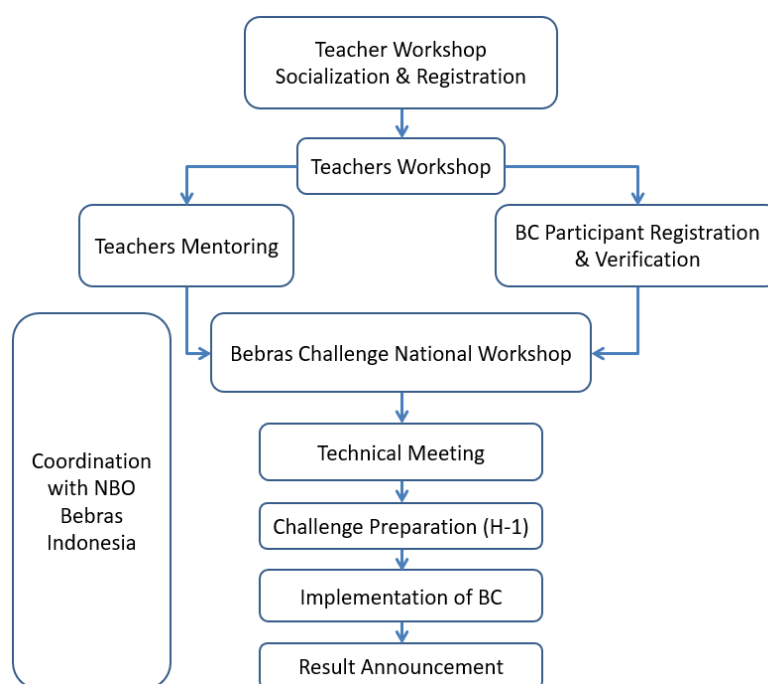 Teacher Workshop
Socialization & Registration
Teachers Workshop
Teachers Mentoring
BC Participant Registration
& Verification
Bebras Challenge National Workshop
Coordination
with NBO
Bebras
Indonesia
Technical Meeting
Challenge Preparation (H-1)
Implementation of BC
Result Announcement